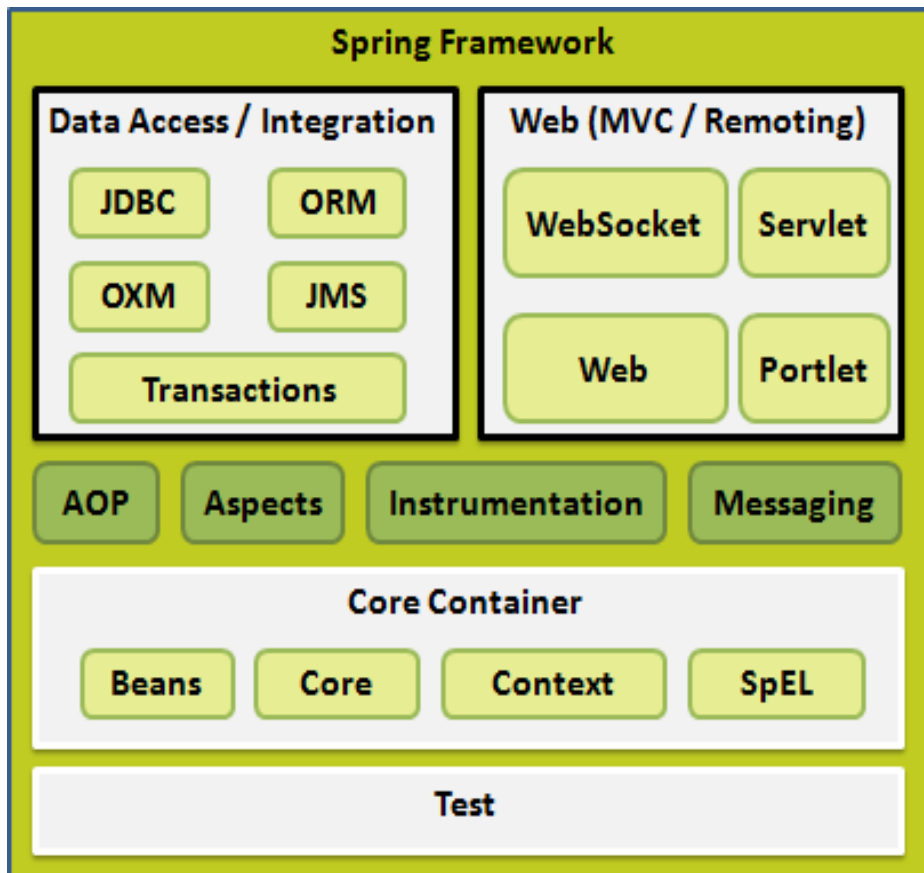 Spring Framework
Data Access / Integration
JDBC
ORM
OXM
JMS
Transactions
Web (MVC / Remoting)
WebSocket
Servlet
Web
Portlet
AOP
Aspects
Instrumentation
Messaging
Core Container
Beans
Core
Context
SpEL
Test